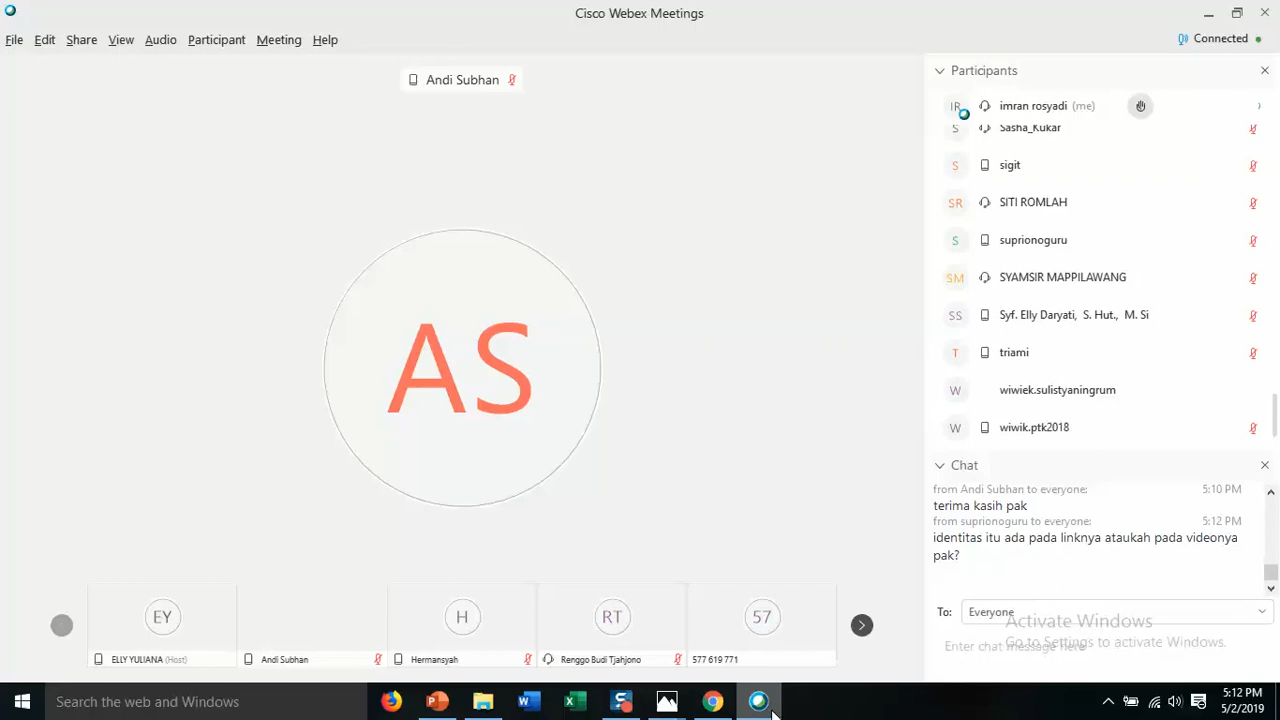 Cisco Webex Meetings
File Edit Share View Audio Participant Meeting Help
Connected
Andi Subhan
AS
EY
ELLY YULIANA (Host)
Andi Subhan
H
Hermansyah
RT
Renggo Budi Tjahjono
57
577 619 771
Participants
IR imran rosyadi (me)
S Sasha_Kukar
S sigit
SR SITI ROMLAH
S suprionoguru
SM SYAMSIR MAPPILAWANG
SS Syf. Elly Daryati, S. Hut., M. Si
T triami
W wiwiek.sulistyaningrum
W wiwik.ptk2018
Chat
from Andi Subhan to everyone: 5:10 PM
terima kasih pak
from suprionoguru to everyone: 5:12 PM
identitas itu ada pada linknya ataukah pada videonya
pak?
To: Everyone
Enter chat message here
Activate Windows
Go to Settings to activate Windows.
Search the web and Windows
5:12 PM
5/2/2019